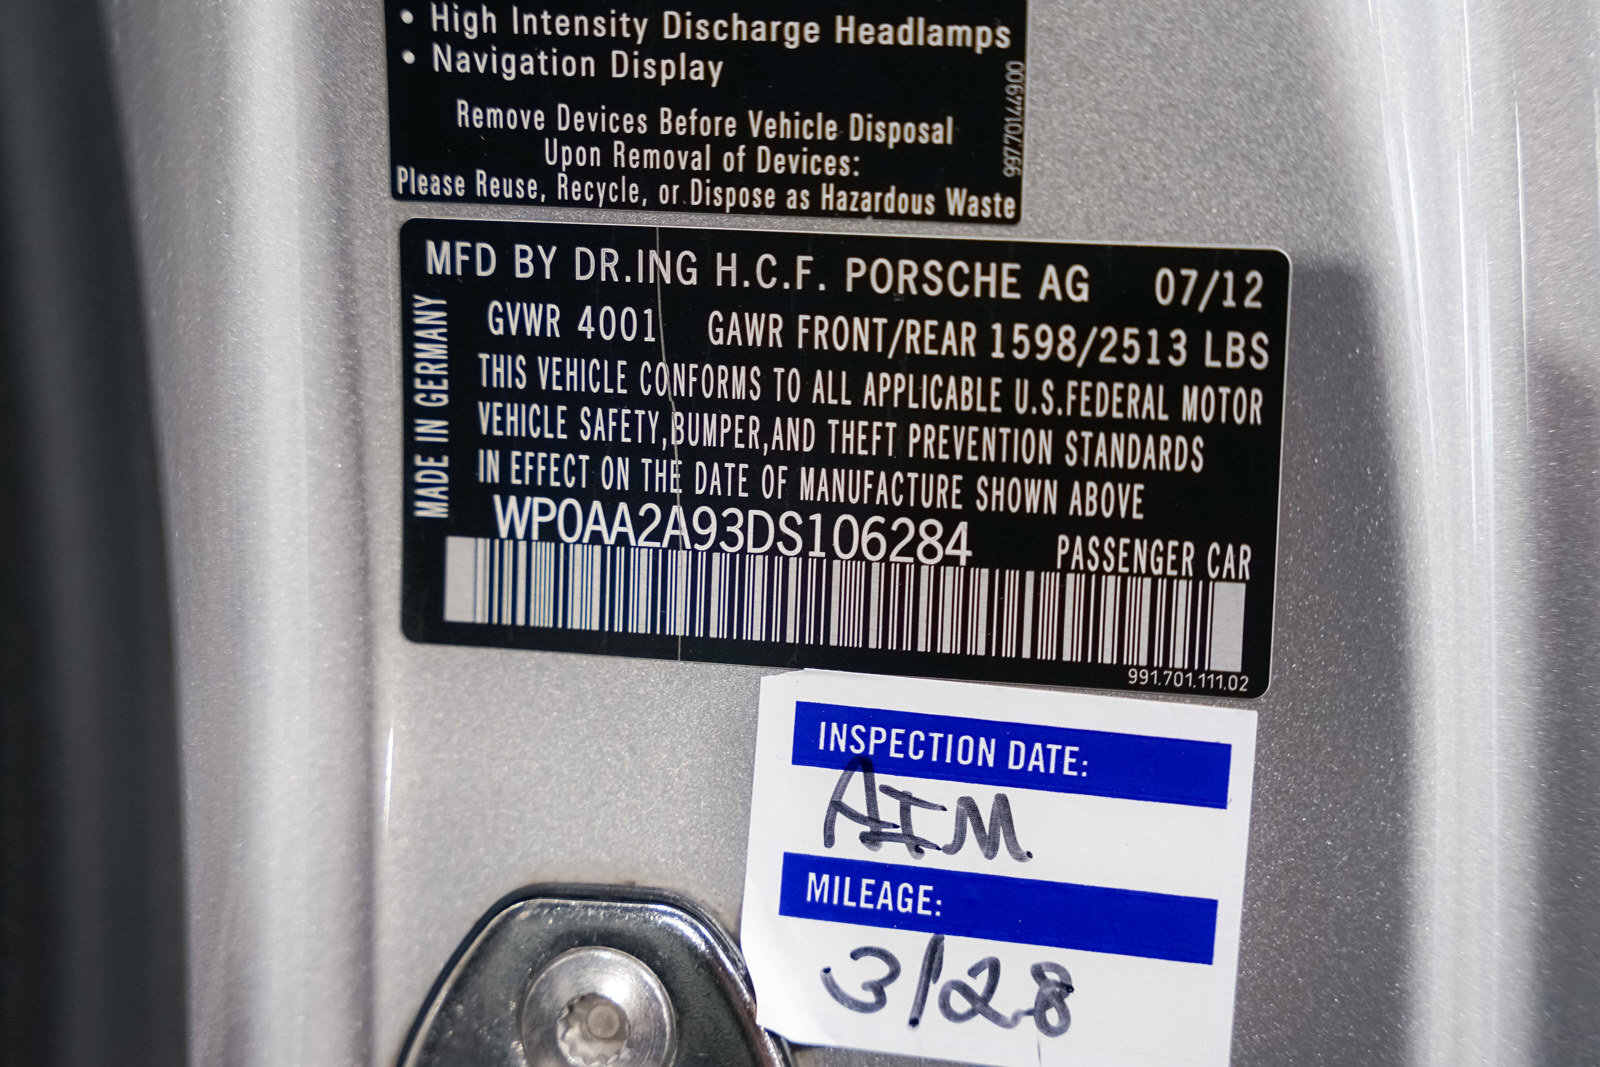 • High Intensity Discharge Headlamps
• Navigation Display
Remove Devices Before Vehicle Disposal
Upon Removal of Devices:
Please Reuse, Recycle, or Dispose as Hazardous Waste
997.701.449.00
MFD BY DR.ING H.C.F. PORSCHE AG 07/12
GVWR 4001 GAWR FRONT/REAR 1598/2513 LBS
THIS VEHICLE CONFORMS TO ALL APPLICABLE U.S.FEDERAL MOTOR
VEHICLE SAFETY,BUMPER,AND THEFT PREVENTION STANDARDS
IN EFFECT ON THE DATE OF MANUFACTURE SHOWN ABOVE
MADE IN GERMANY
WP0AA2A93DS106284
PASSENGER CAR
991.701.111.02
INSPECTION DATE:
AIM
MILEAGE:
3/28